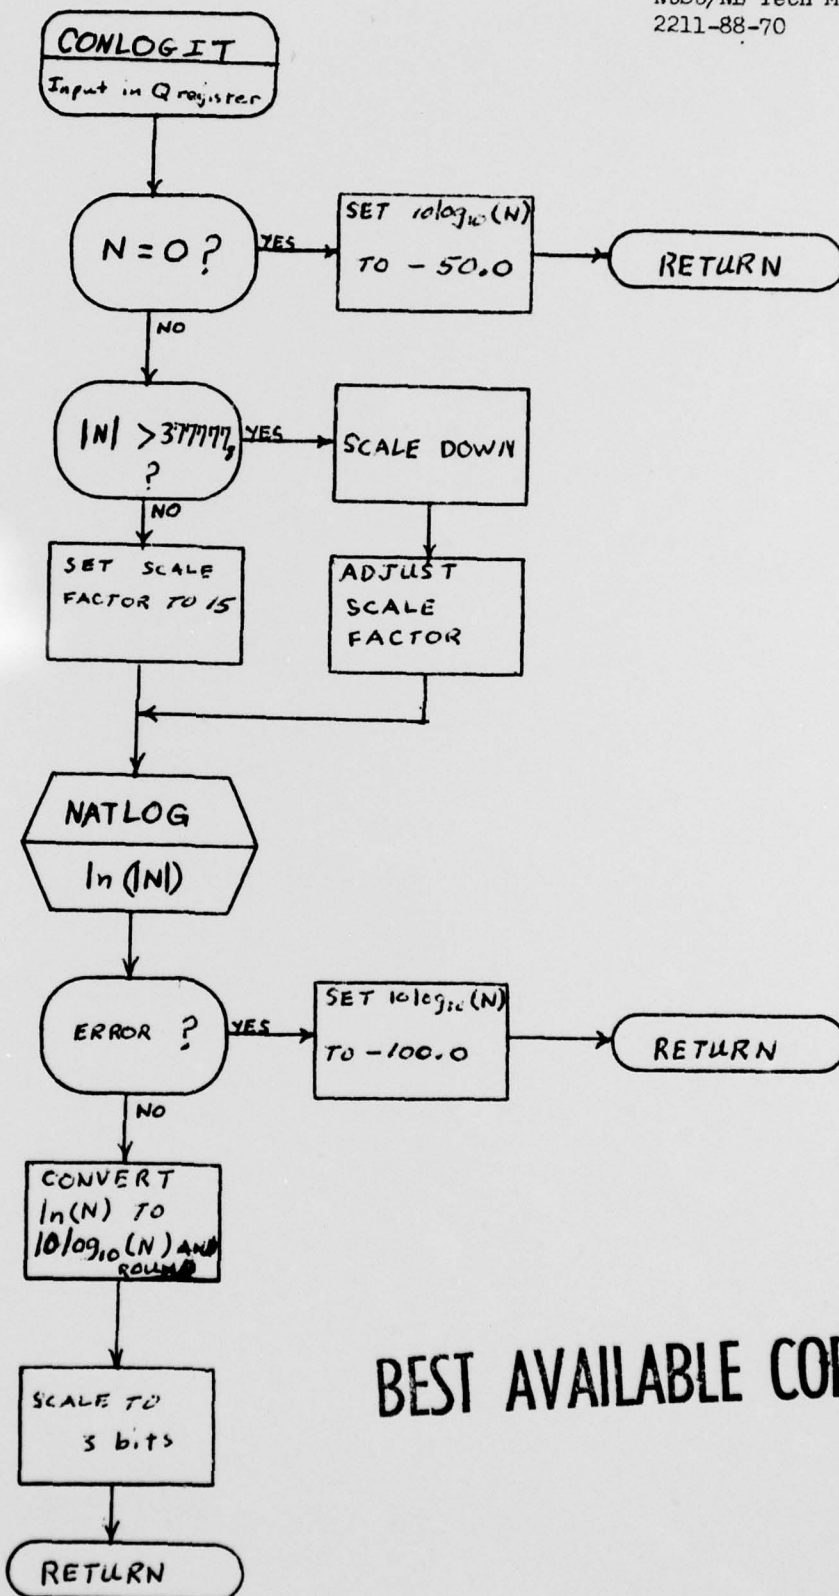 2211-88-70
CONLOGIT
Input in Q register
N = 0 ?
YES
SET 10log10(N)
TO - 50.0
RETURN
NO
|N| > 3777778
?
YES
SCALE DOWN
NO
SET SCALE
FACTOR TO 15
ADJUST
SCALE
FACTOR
NATLOG
ln (|N|)
ERROR ?
YES
SET 10log10(N)
TO -100.0
RETURN
NO
CONVERT
ln(N) TO
10log10(N) AND
ROUND
BEST AVAILABLE
SCALE TO
3 bits
RETURN